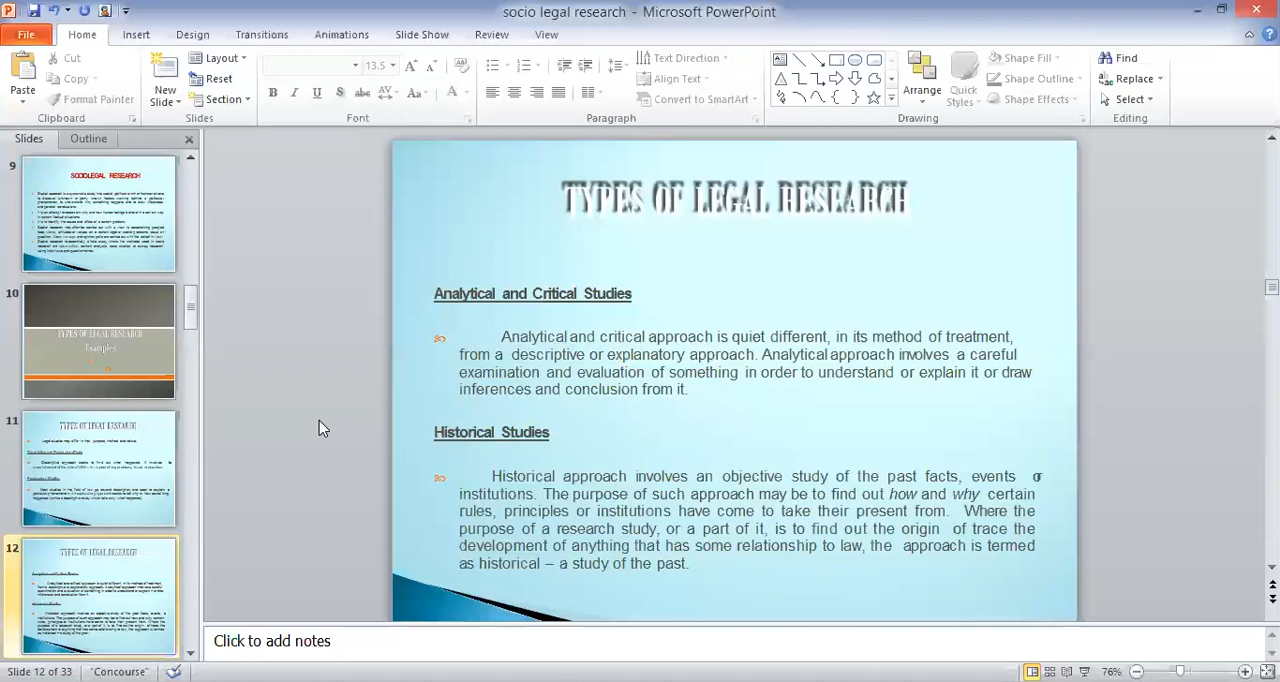 socio legal research - Microsoft PowerPoint
File Home Insert Design Transitions Animations Slide Show Review View
Cut
Copy
Format Painter
Paste
Clipboard
New
Slide
Layout
Reset
Section
Slides
13.5
B I U S abc AV Aa A
Font
Text Direction
Align Text
Convert to SmartArt
Paragraph
Arrange
Quick
Styles
Shape Fill
Shape Outline
Shape Effects
Drawing
Find
Replace
Select
Editing
Slides Outline
9
SOCIOLEGAL RESEARCH
10
TYPES OF LEGAL RESEARCH
Examples
11
TYPES OF LEGAL RESEARCH
12
TYPES OF LEGAL RESEARCH
TYPES OF LEGAL RESEARCH
Analytical and Critical Studies
Analytical and critical approach is quiet different, in its method of treatment,
from a descriptive or explanatory approach. Analytical approach involves a careful
examination and evaluation of something in order to understand or explain it or draw
inferences and conclusion from it.
Historical Studies
Historical approach involves an objective study of the past facts, events or
institutions. The purpose of such approach may be to find out how and why certain
rules, principles or institutions have come to take their present from. Where the
purpose of a research study, or a part of it, is to find out the origin of trace the
development of anything that has some relationship to law, the approach is termed
as historical – a study of the past.
Click to add notes
Slide 12 of 33 "Concourse" 76%